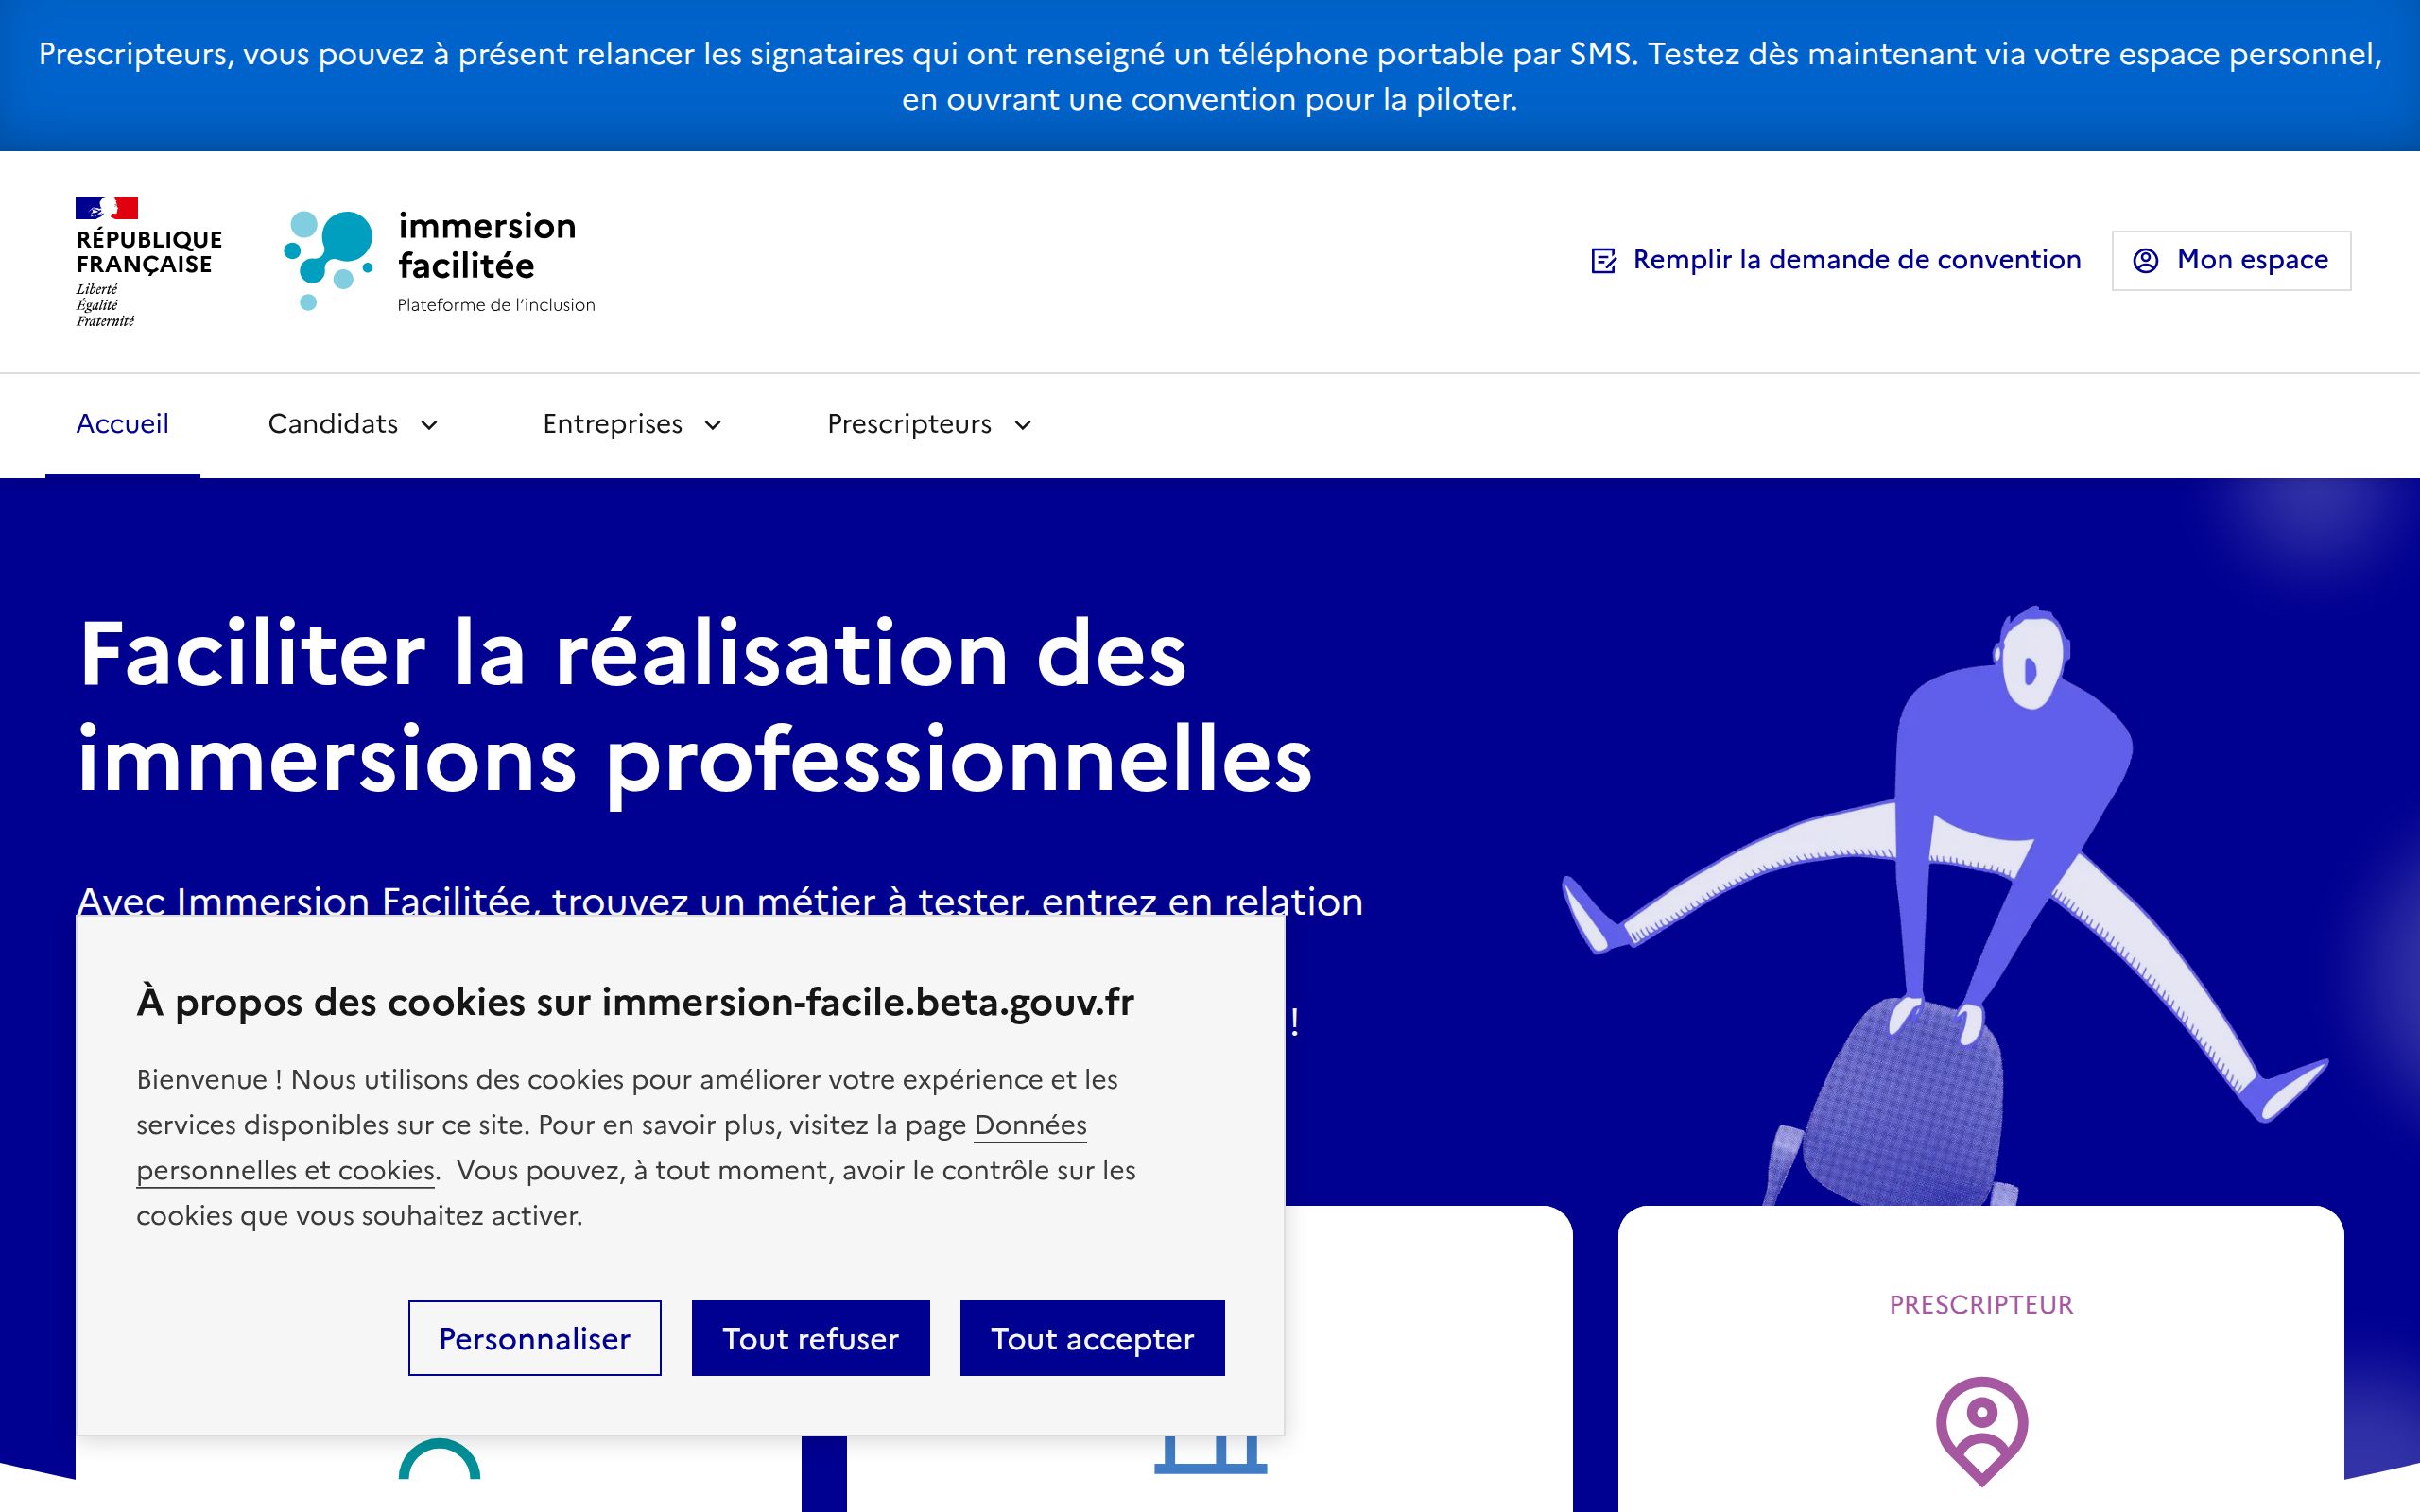 Prescripteurs, vous pouvez à présent relancer les signataires qui ont renseigné un téléphone portable par SMS. Testez dès maintenant via votre espace personnel,
en ouvrant une convention pour la piloter.
RÉPUBLIQUE
FRANÇAISE
Liberté
Égalité
Fraternité
immersion
facilitée
Plateforme de l'inclusion
Remplir la demande de convention
Mon espace
Accueil
Candidats
Entreprises
Prescripteurs
Faciliter la réalisation des
immersions professionnelles
Avec Immersion Facilitée, trouvez un métier à tester, entrez en relation
!
À propos des cookies sur immersion-facile.beta.gouv.fr
Bienvenue ! Nous utilisons des cookies pour améliorer votre expérience et les
services disponibles sur ce site. Pour en savoir plus, visitez la page Données
personnelles et cookies.  Vous pouvez, à tout moment, avoir le contrôle sur les
cookies que vous souhaitez activer.
Personnaliser
Tout refuser
Tout accepter
PRESCRIPTEUR